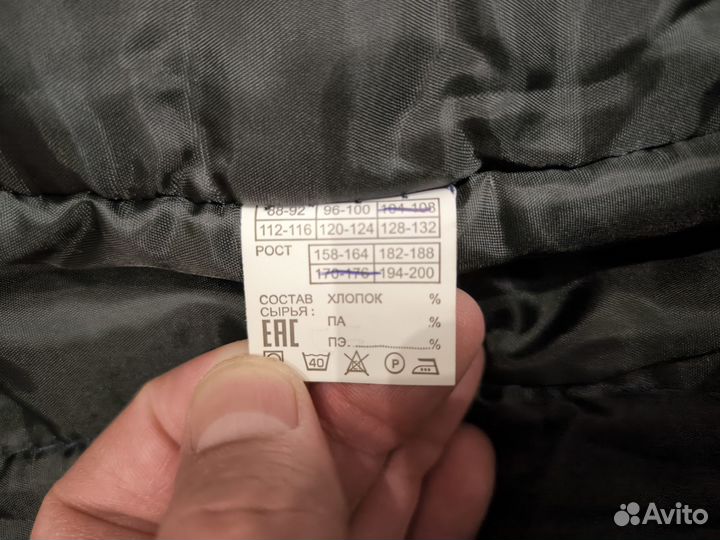 88-92 96-100 104-108
112-116 120-124 128-132
РОСТ 158-164 182-188
170-176 194-200
СОСТАВ ХЛОПОК %
СЫРЬЯ: ПА .%
EAC ПЭ..................%
40 P
Avito